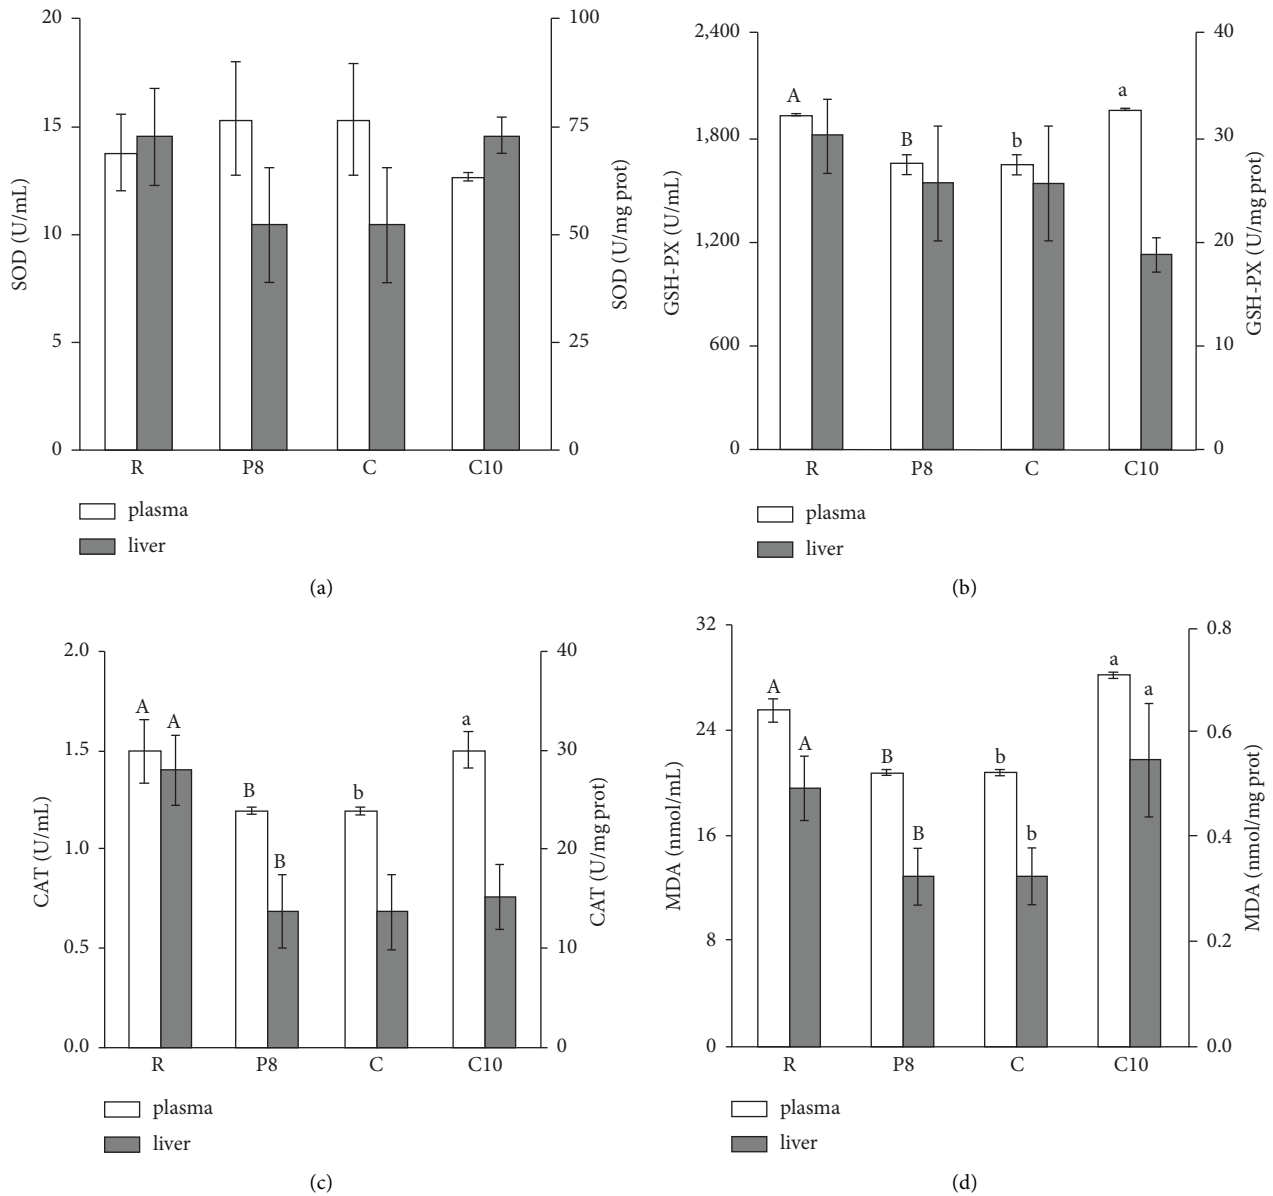 20
15
10
5
0
SOD (U/mL)
100
75
50
25
0
SOD (U/mg prot)
R P8 C C10
plasma
liver
(a)
2,400
1,800
1,200
600
0
GSH-PX (U/mL)
40
30
20
10
0
GSH-PX (U/mg prot)
A B b a
R P8 C C10
plasma
liver
(b)
2.0
1.5
1.0
0.5
0.0
CAT (U/mL)
40
30
20
10
0
CAT (U/mg prot)
A A B B b a
R P8 C C10
plasma
liver
(c)
32
24
16
8
0
MDA (nmol/mL)
0.8
0.6
0.4
0.2
0.0
MDA (nmol/mg prot)
A A B B b b a a
R P8 C C10
plasma
liver
(d)